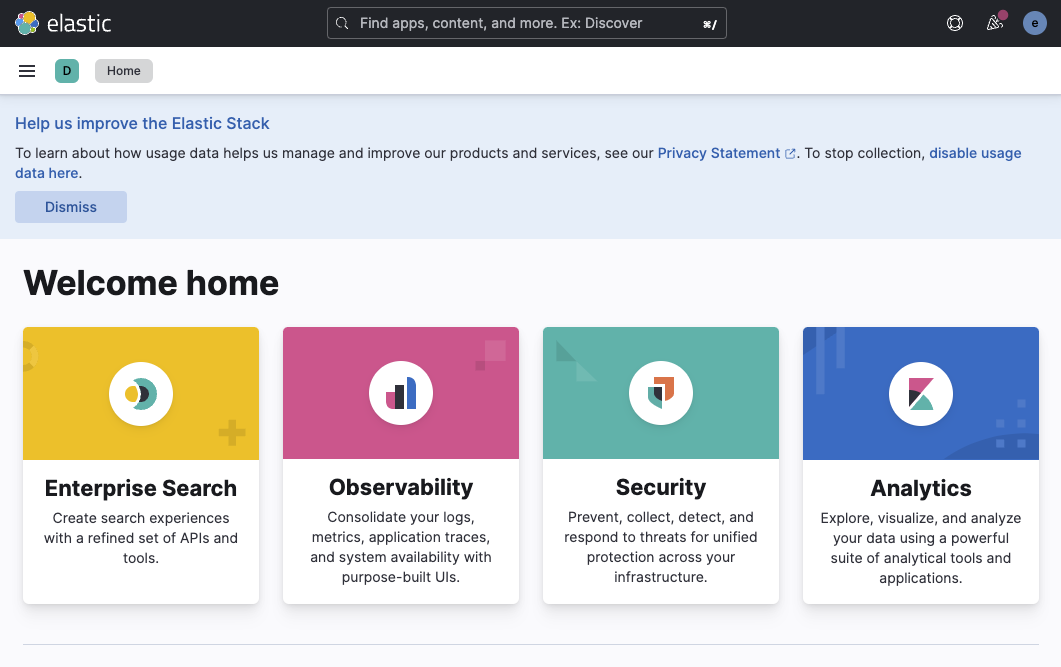 elastic
Find apps, content, and more. Ex: Discover
⌘/
e
D
Home
Help us improve the Elastic Stack
To learn about how usage data helps us manage and improve our products and services, see our Privacy Statement. To stop collection, disable usage
data here.
Dismiss
Welcome home
Enterprise Search
Create search experiences
with a refined set of APIs and
tools.
Observability
Consolidate your logs,
metrics, application traces,
and system availability with
purpose-built UIs.
Security
Prevent, collect, detect, and
respond to threats for unified
protection across your
infrastructure.
Analytics
Explore, visualize, and analyze
your data using a powerful
suite of analytical tools and
applications.